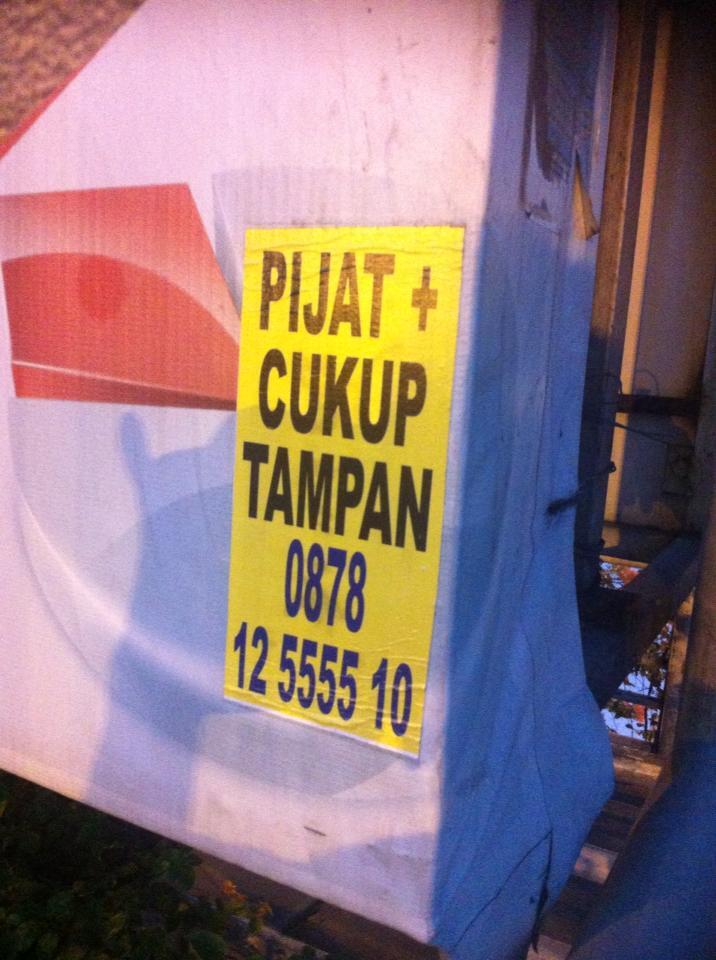 PIJAT +
CUKUP
TAMPAN
0878
12 5555 10